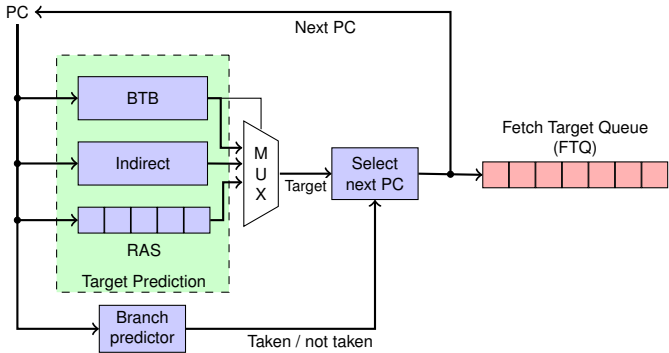 PC
Next PC
BTB
Indirect
RAS
Target Prediction
M
U
X
Target
Select
next PC
Fetch Target Queue
(FTQ)
Branch
predictor
Taken / not taken